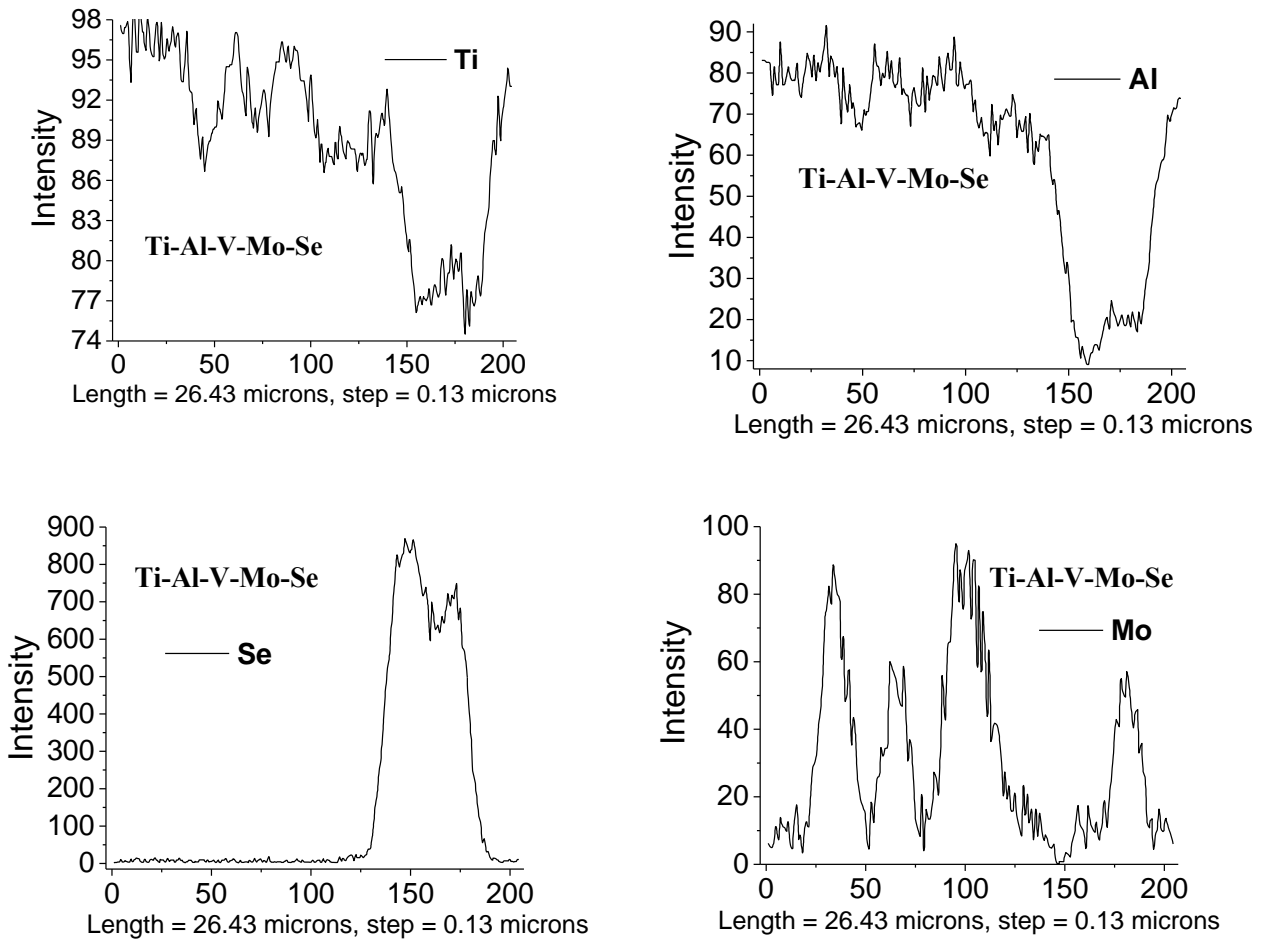 98
95
92
89
86
83
80
77
74
Intensity
Ti
Ti-Al-V-Mo-Se
0 50 100 150 200
Length = 26.43 microns, step = 0.13 microns
90
80
70
60
50
40
30
20
10
Intensity
Al
Ti-Al-V-Mo-Se
0 50 100 150 200
Length = 26.43 microns, step = 0.13 microns
900
800
700
600
500
400
300
200
100
0
Intensity
Ti-Al-V-Mo-Se
Se
0 50 100 150 200
Length = 26.43 microns, step = 0.13 microns
100
80
60
40
20
0
Intensity
Ti-Al-V-Mo-Se
Mo
0 50 100 150 200
Length = 26.43 microns, step = 0.13 microns